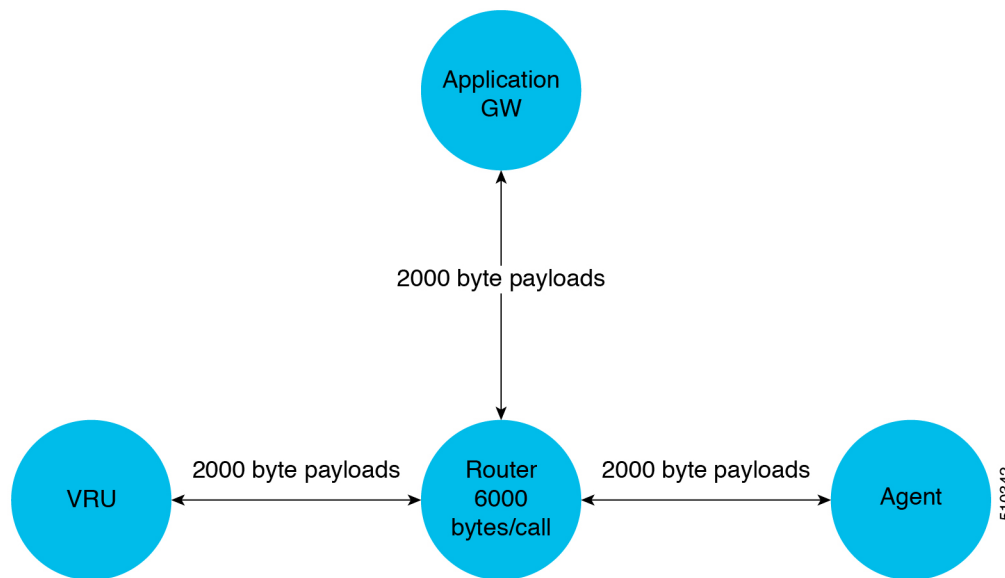 Application
GW
2000 byte payloads
2000 byte payloads
2000 byte payloads
VRU
Router
6000
bytes/call
Agent